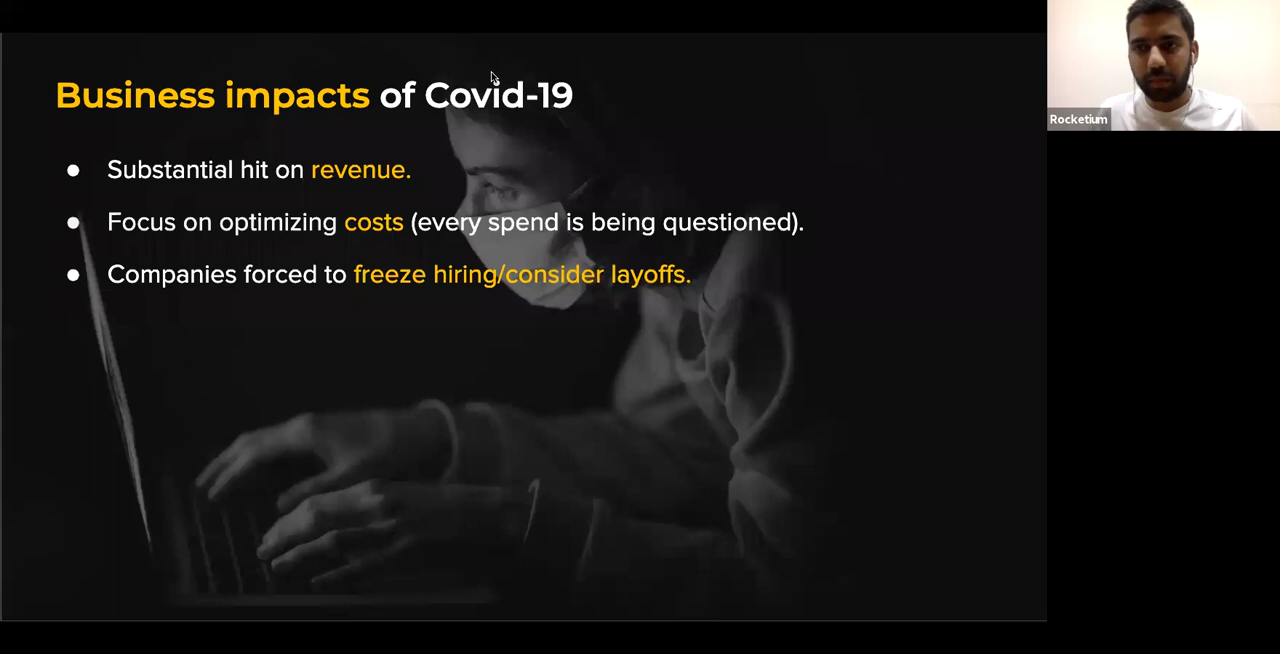 Business impacts of Covid-19
● Substantial hit on revenue.
● Focus on optimizing costs (every spend is being questioned).
● Companies forced to freeze hiring/consider layoffs.
Rocketium